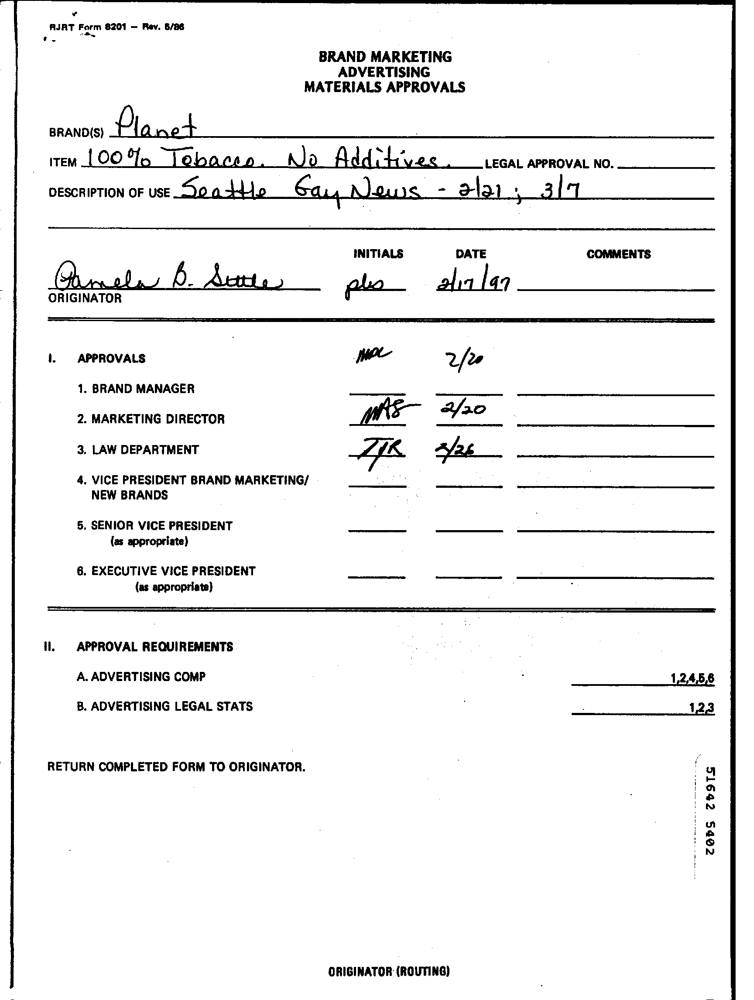 RJRT Form 8201 — Rev. 5/86
BRAND MARKETING
ADVERTISING
MATERIALS APPROVALS
BRAND(S) Planet
ITEM 100% Tobacco. No Additives. LEGAL APPROVAL NO.
DESCRIPTION OF USE Seattle Gay News - 2/21 ; 3/7
INITIALS DATE COMMENTS
Pamela B. 2/17/97
ORIGINATOR
I. APPROVALS 2/20
1. BRAND MANAGER
2. MARKETING DIRECTOR MAS 2/20
3. LAW DEPARTMENT 2/26
4. VICE PRESIDENT BRAND MARKETING/
NEW BRANDS
5. SENIOR VICE PRESIDENT
(as appropriate)
6. EXECUTIVE VICE PRESIDENT
(as appropriate)
II. APPROVAL REQUIREMENTS
A. ADVERTISING COMP 1,2,4,5,6
B. ADVERTISING LEGAL STATS 1,2,3
RETURN COMPLETED FORM TO ORIGINATOR.
51642 5402
ORIGINATOR (ROUTING)